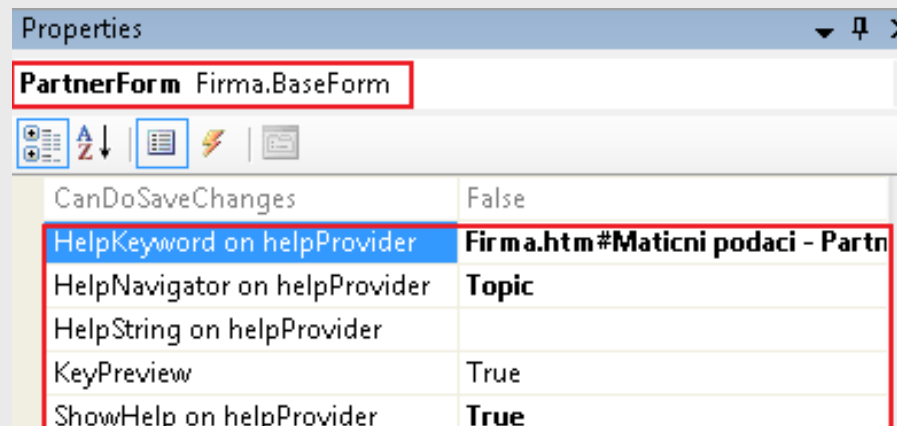 Properties
PartnerForm Firma.BaseForm
CanDoSaveChanges False
HelpKeyword on helpProvider Firma.htm#Maticni podaci - Partn
HelpNavigator on helpProvider Topic
HelpString on helpProvider
KeyPreview True
ShowHelp on helpProvider True